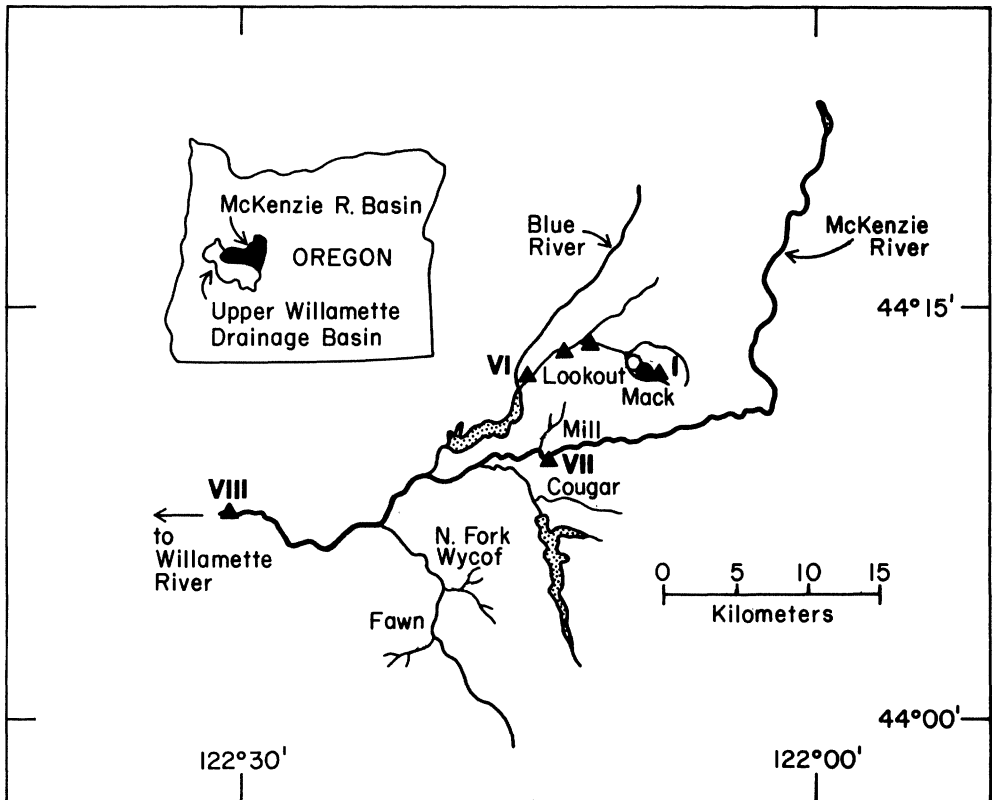 McKenzie R. Basin
OREGON
Upper Willamette
Drainage Basin
Blue
River
McKenzie
River
44°15'
VI
Lookout
I
Mack
Mill
VII
Cougar
VIII
to
Willamette
River
N. Fork
Wycof
Fawn
0 5 10 15
Kilometers
44°00'
122°30'
122°00'